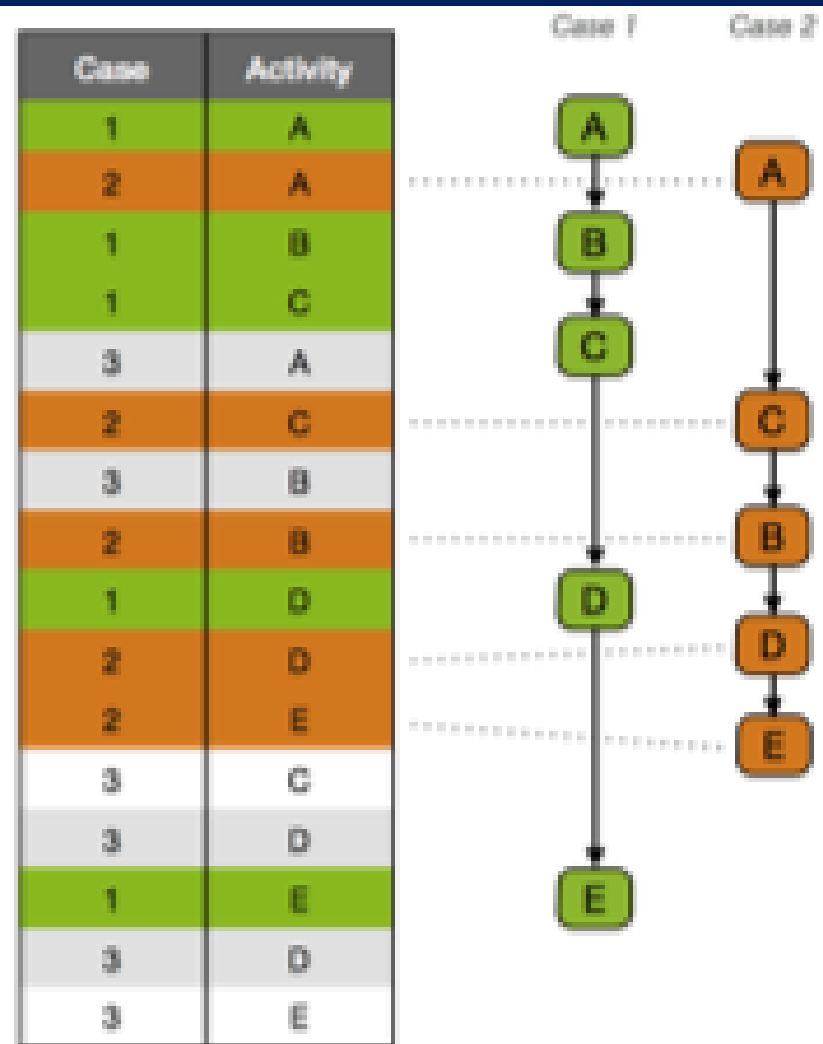 Case Activity
1 A
2 A
1 B
1 C
3 A
2 C
3 B
2 B
1 D
2 D
2 E
3 C
3 D
1 E
3 D
3 E
Case 1
A
B
C
D
E
Case 2
A
C
B
D
E